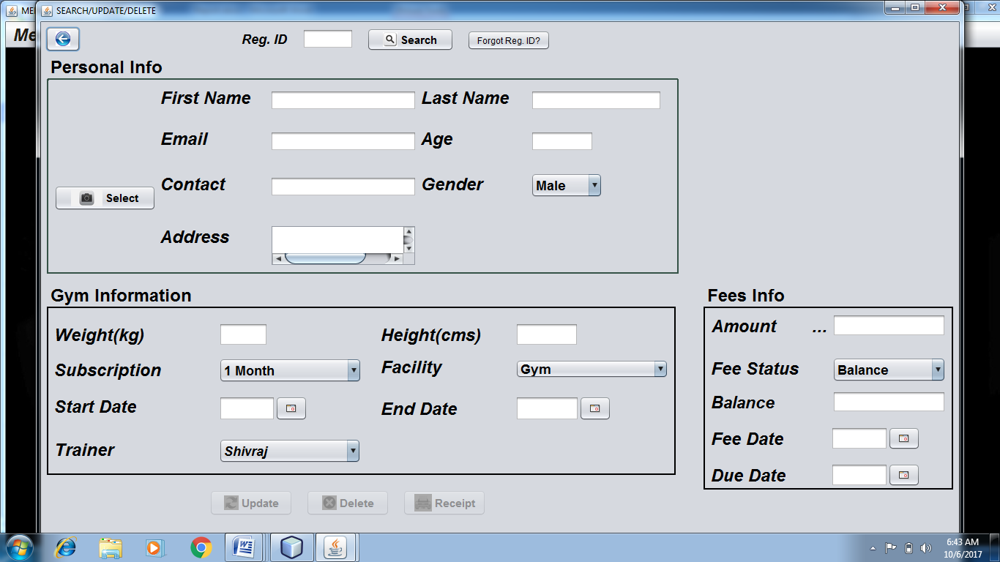 ME
SEARCH/UPDATE/DELETE
Me
Reg. ID
Search
Forgot Reg. ID?
Personal Info
First Name
Last Name
Email
Age
Contact
Gender
Male
Select
Address
Gym Information
Fees Info
Weight(kg)
Height(cms)
Amount
...
Subscription
1 Month
Facility
Gym
Fee Status
Balance
Start Date
End Date
Balance
Fee Date
Trainer
Shivraj
Due Date
Update
Delete
Receipt
6:43 AM
10/6/2017